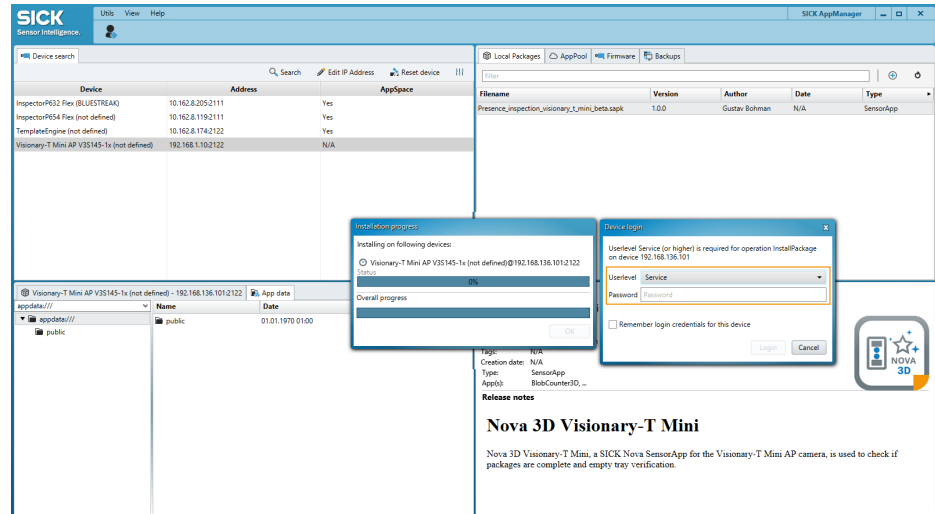 SICK
Sensor Intelligence.
Utils View Help
SICK AppManager
Device search
Search Edit IP Address Reset device
Device Address AppSpace
InspectorP632 Flex (BLUESTREAK) 10.162.8.205:2111 Yes
InspectorP654 Flex (not defined) 10.162.8.119:2111 Yes
TemplateEngine (not defined) 10.162.8.174:2122 Yes
Visionary-T Mini AP V3S145-1x (not defined) 192.168.1.10:2122 N/A
Local Packages AppPool Firmware Backups
filter
Filename Version Author Date Type
Presence_inspection_visionary_t_mini_beta.sapk 1.0.0 Gustav Bohman N/A SensorApp
Installation progress
Installing on following devices:
Visionary-T Mini AP V3S145-1x (not defined)@192.168.136.101:2122
Status
0%
Overall progress
OK
Device login
Userlevel Service (or higher) is required for operation InstallPackage
on device 192.168.136.101
Userlevel Service
Password Password
Remember login credentials for this device
Login Cancel
Visionary-T Mini AP V3S145-1x (not defined) - 192.168.136.101:2122 App data
appdata:///
appdata:///
public
Name Date
public 01.01.1970 01:00
Tags: N/A
Creation date: N/A
Type: SensorApp
App(s): BlobCounter3D, ...
NOVA
3D
Release notes
Nova 3D Visionary-T Mini
Nova 3D Visionary-T Mini, a SICK Nova SensorApp for the Visionary-T Mini AP camera, is used to check if
packages are complete and empty tray verification.